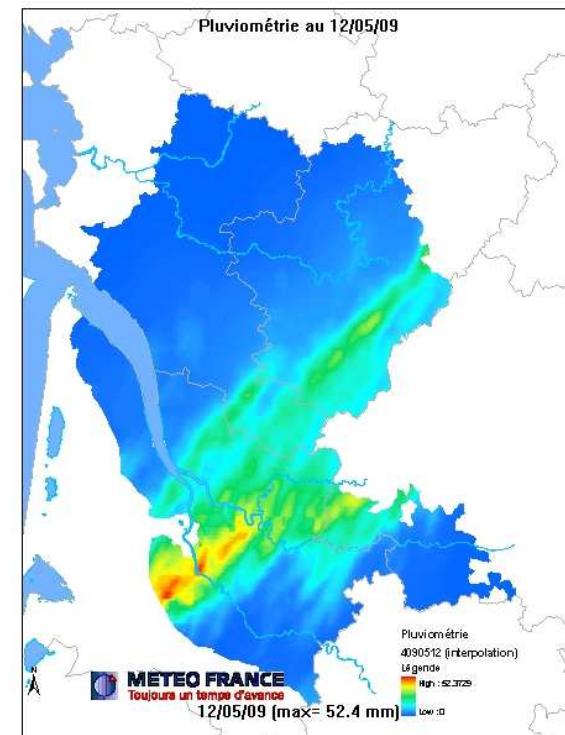 Pluviométrie au 12/05/09
Pluviométrie
4090512 (interpolation)
Légende
High : 52.3729
Low : 0
N
METEO FRANCE
Toujours un temps d'avance
12/05/09 (max= 52.4 mm)